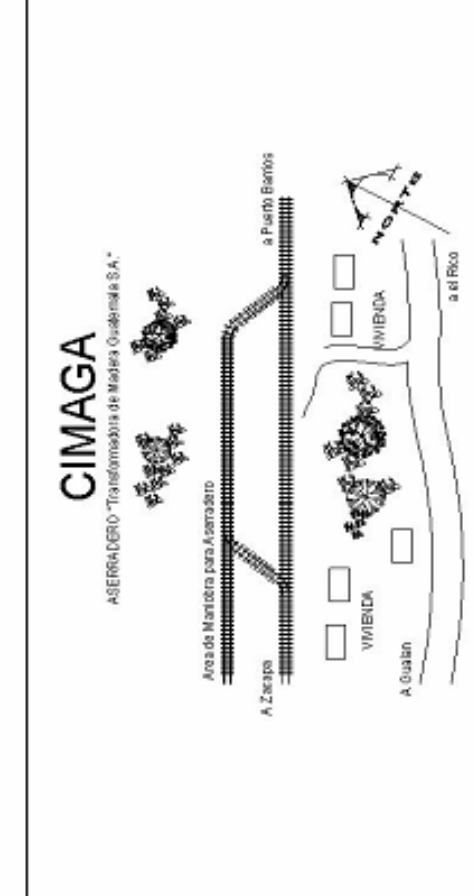 CIMAGA
ASERRADERO "Transformadora de Madera Guatemala S.A."
Area de Maniobra para Aserradero
A Zacapa
a Puerto Barrios
VIVIENDA
VIVIENDA
NORTE
A Gualan
a el Rico